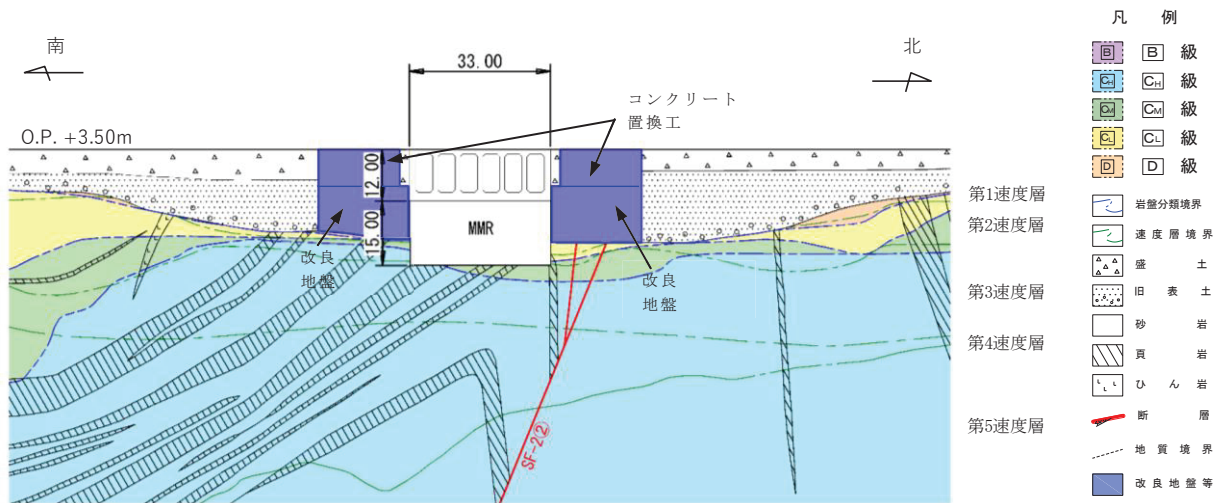 南
北
33.00
コンクリート
置換工
O.P. +3.50m
12.00
15.00
MMR
改良
地盤
改良
地盤
SF-2②
第1速度層
第2速度層
第3速度層
第4速度層
第5速度層
凡 例
B B 級
CH CH 級
CM CM 級
CL CL 級
D D 級
岩盤分類境界
速度層境界
盛 土
旧表土
砂 岩
頁 岩
ひん岩
断 層
地質境界
改良地盤等